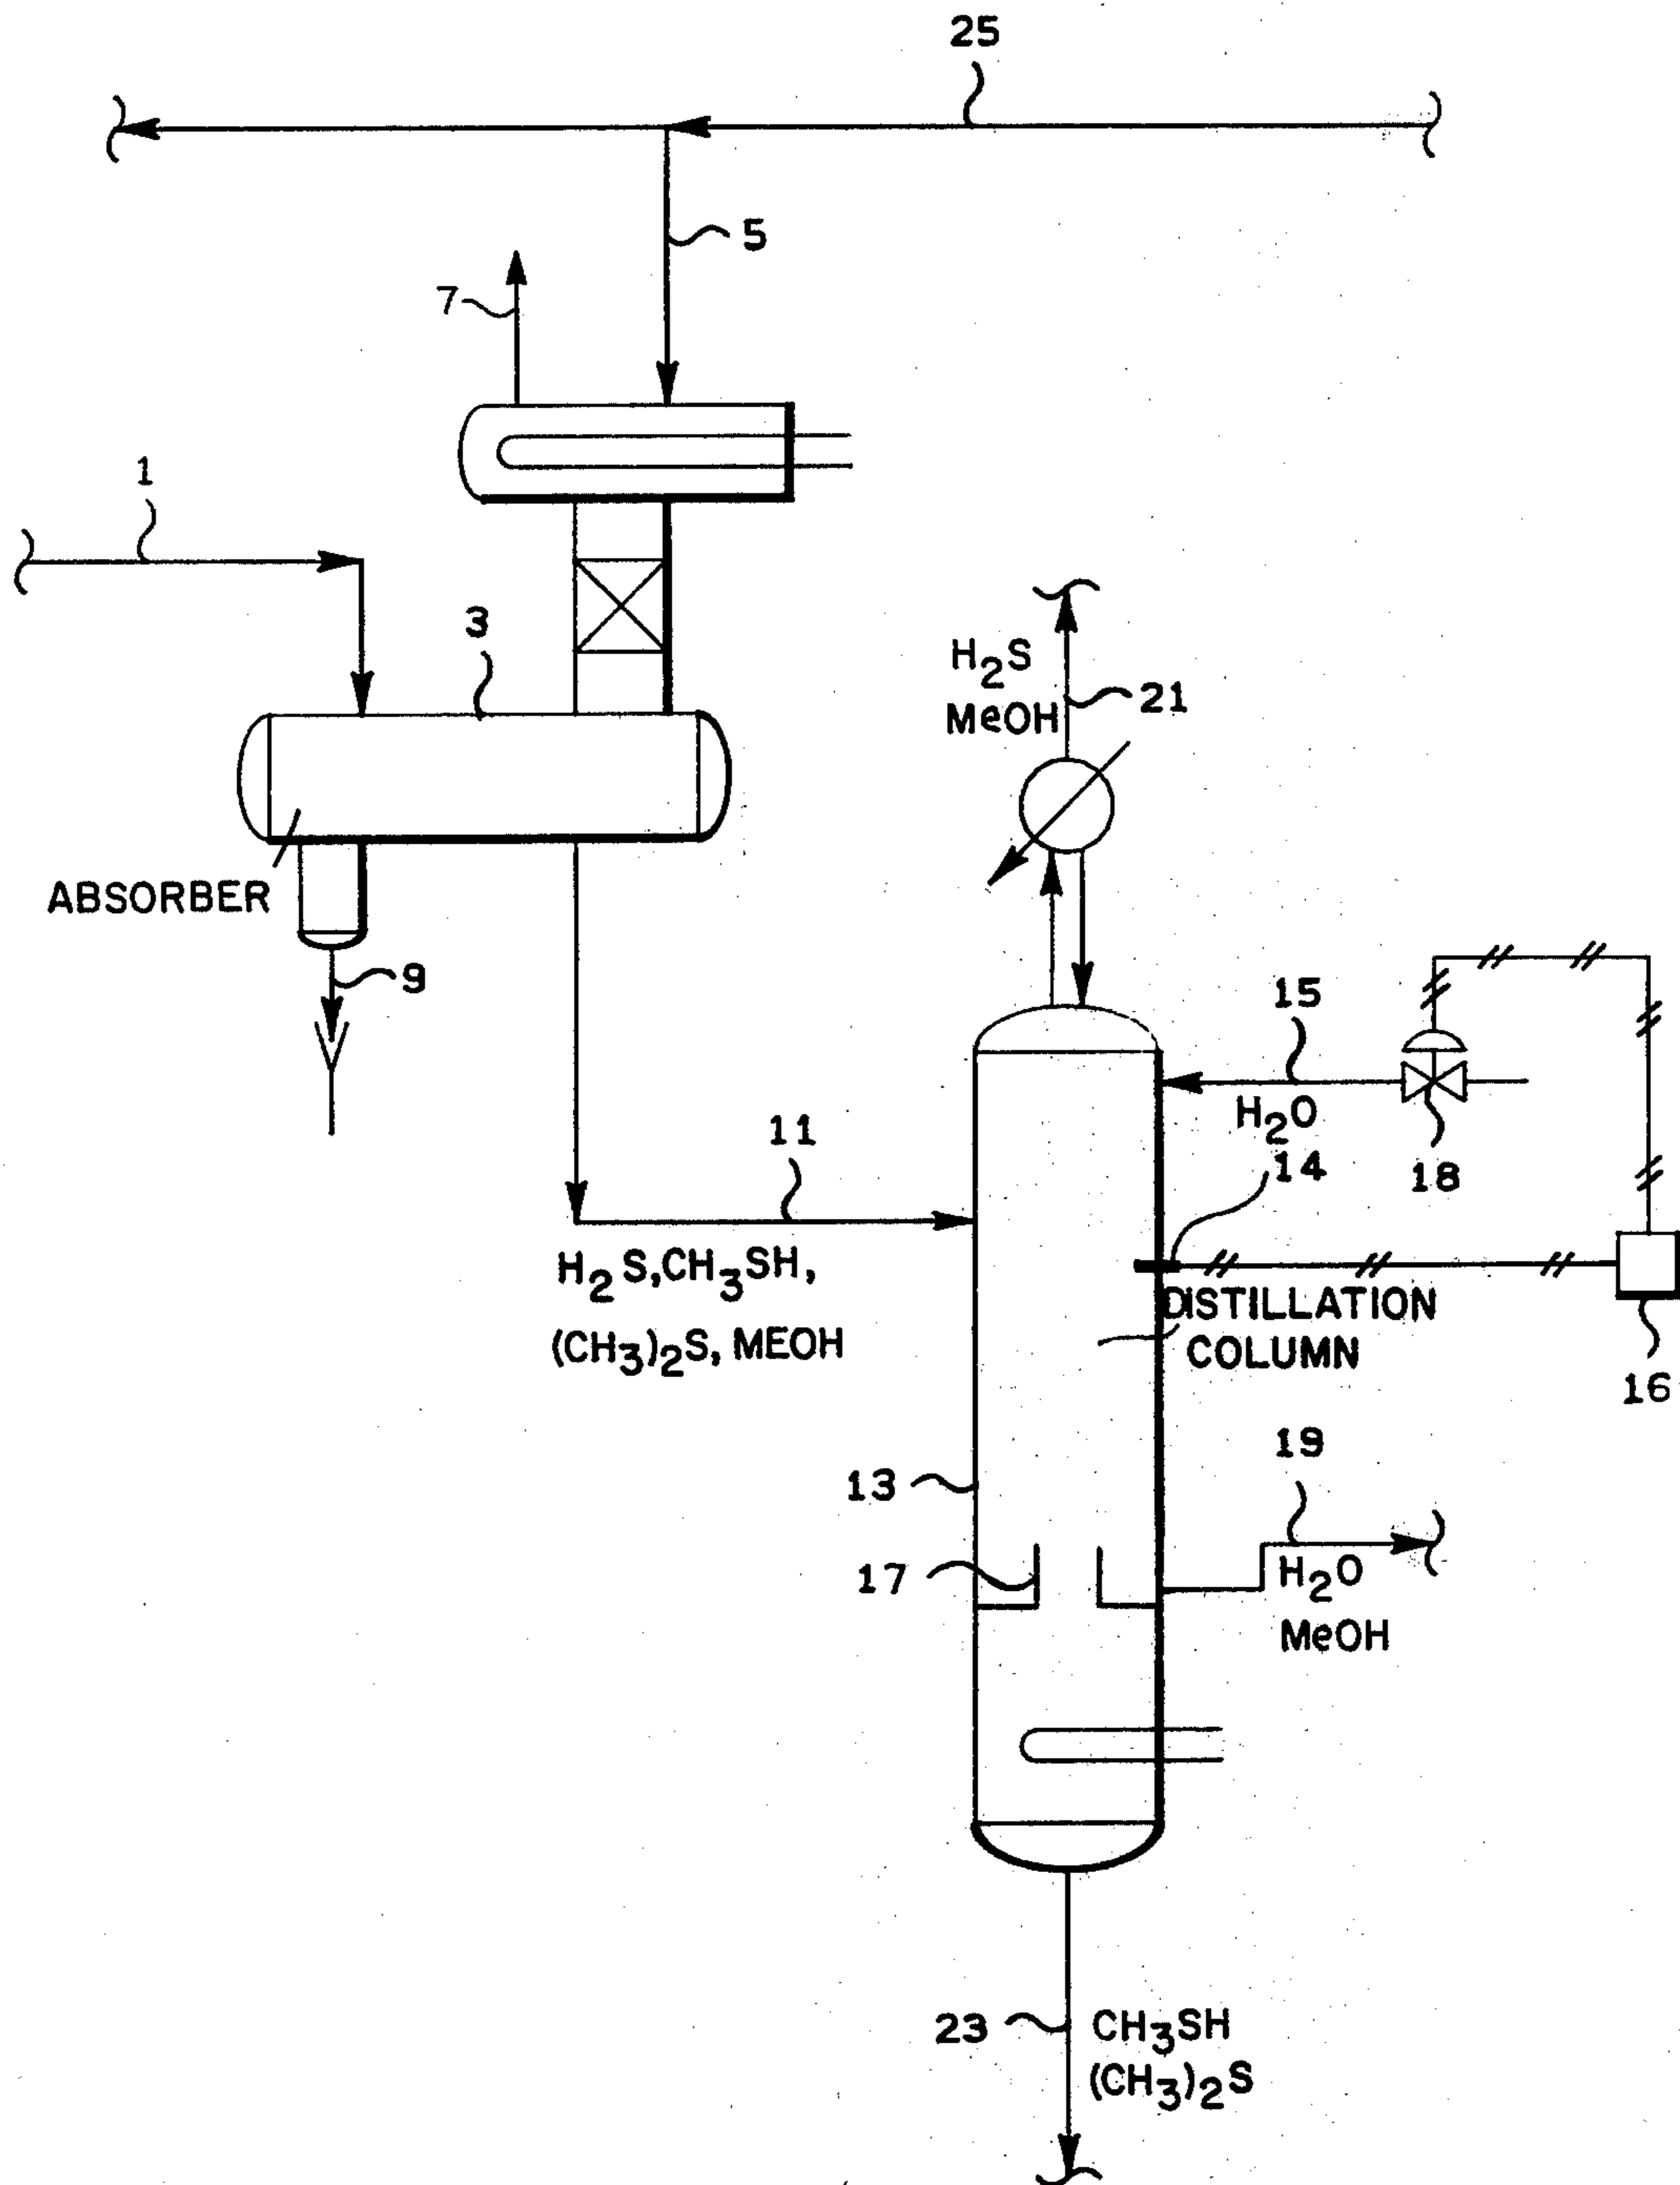 25
5
7
1
3
H2S
MeOH
21
ABSORBER
9
15
H2O
18
14
11
H2S,CH3SH,
(CH3)2S, MEOH
DISTILLATION
COLUMN
16
13
19
17
H2O
MeOH
23
CH3SH
(CH3)2S